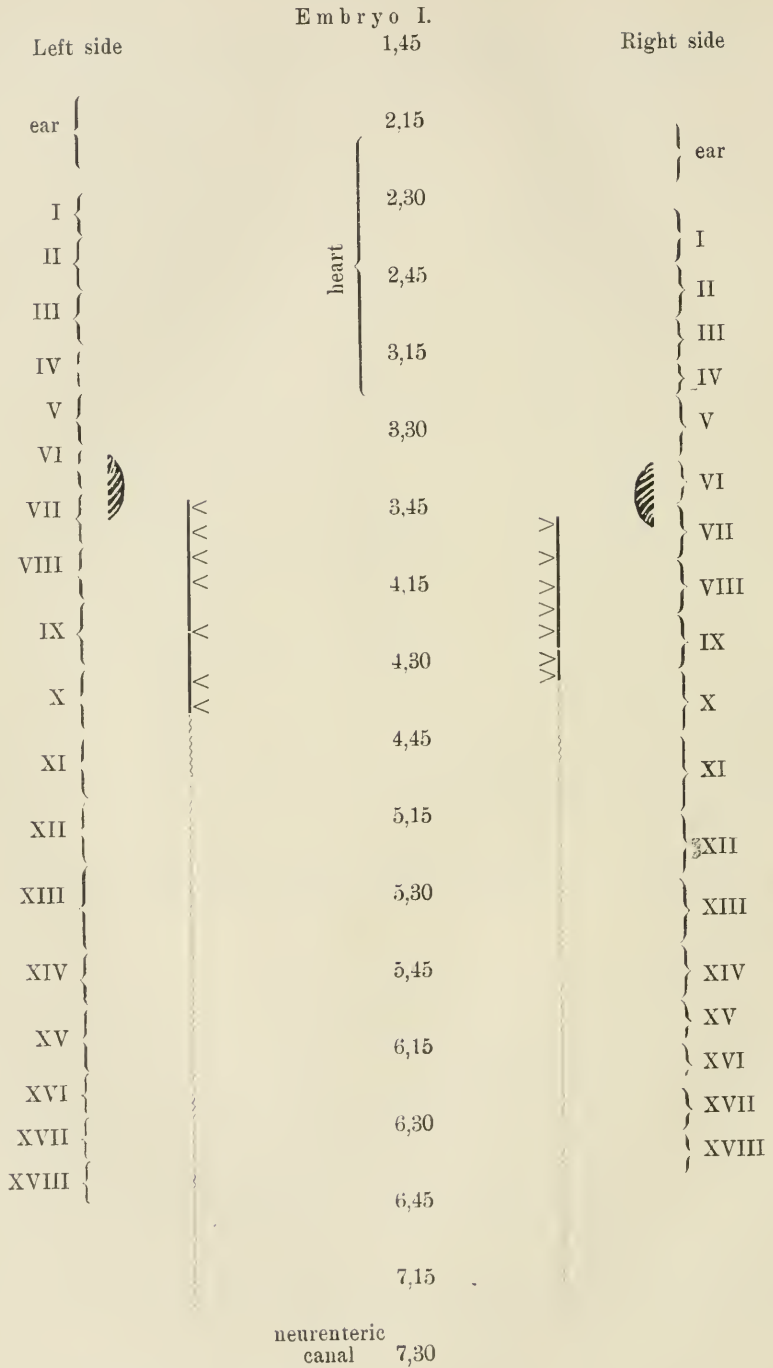 Embryo I.
Left side
1,45
Right side
ear
2,15
ear
2,30
I
I
II
heart
2,45
II
III
III
3,15
IV
IV
V
3,30
V
VI
VI
3,45
VII
VII
VIII
4,15
VIII
IX
IX
4,30
X
X
4,45
XI
XI
5,15
XII
XII
5,30
XIII
XIII
5,45
XIV
XIV
XV
XV
6,15
XVI
XVI
XVII
6,30
XVII
XVIII
XVIII
6,45
7,15
neurenteric
canal 7,30